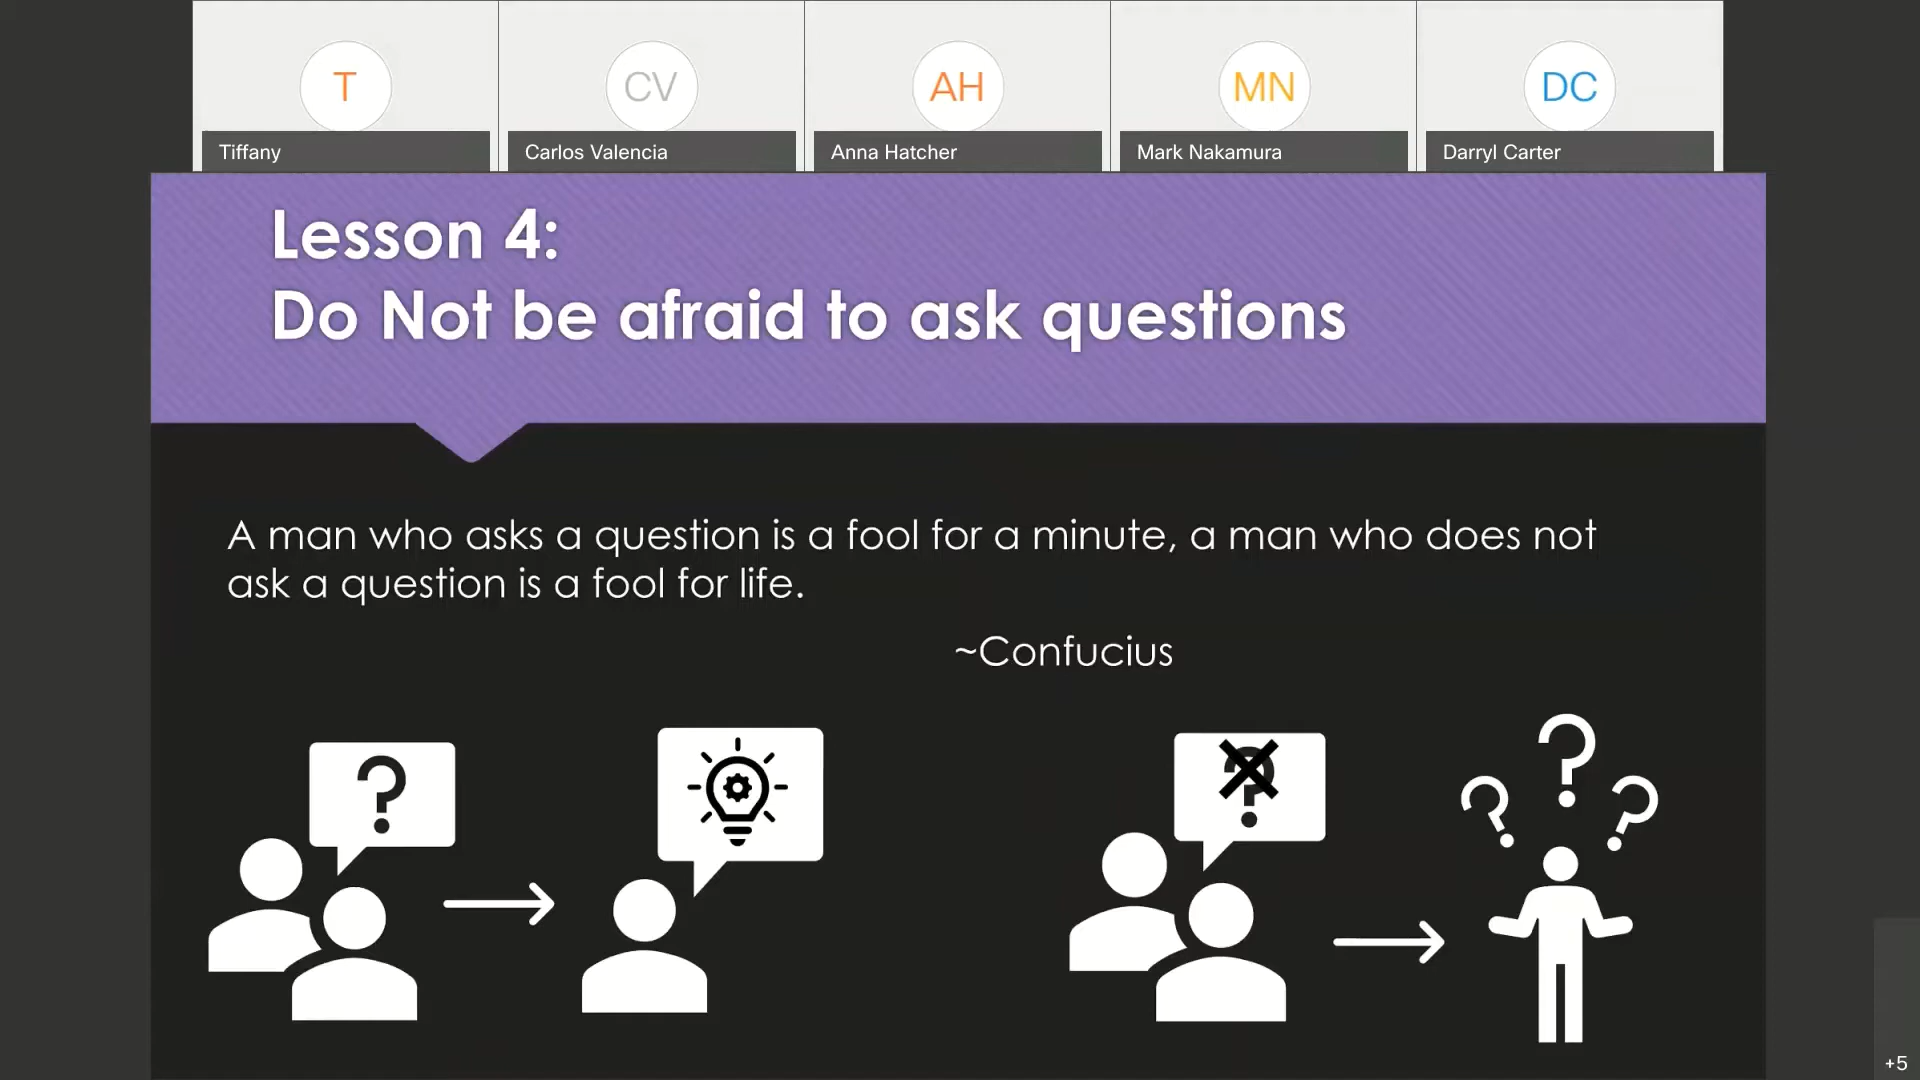 T
CV
AH
MN
DC
Tiffany
Carlos Valencia
Anna Hatcher
Mark Nakamura
Darryl Carter
Lesson 4:
Do Not be afraid to ask questions
A man who asks a question is a fool for a minute, a man who does not
ask a question is a fool for life.
~Confucius
?
?
?
? ?
+5